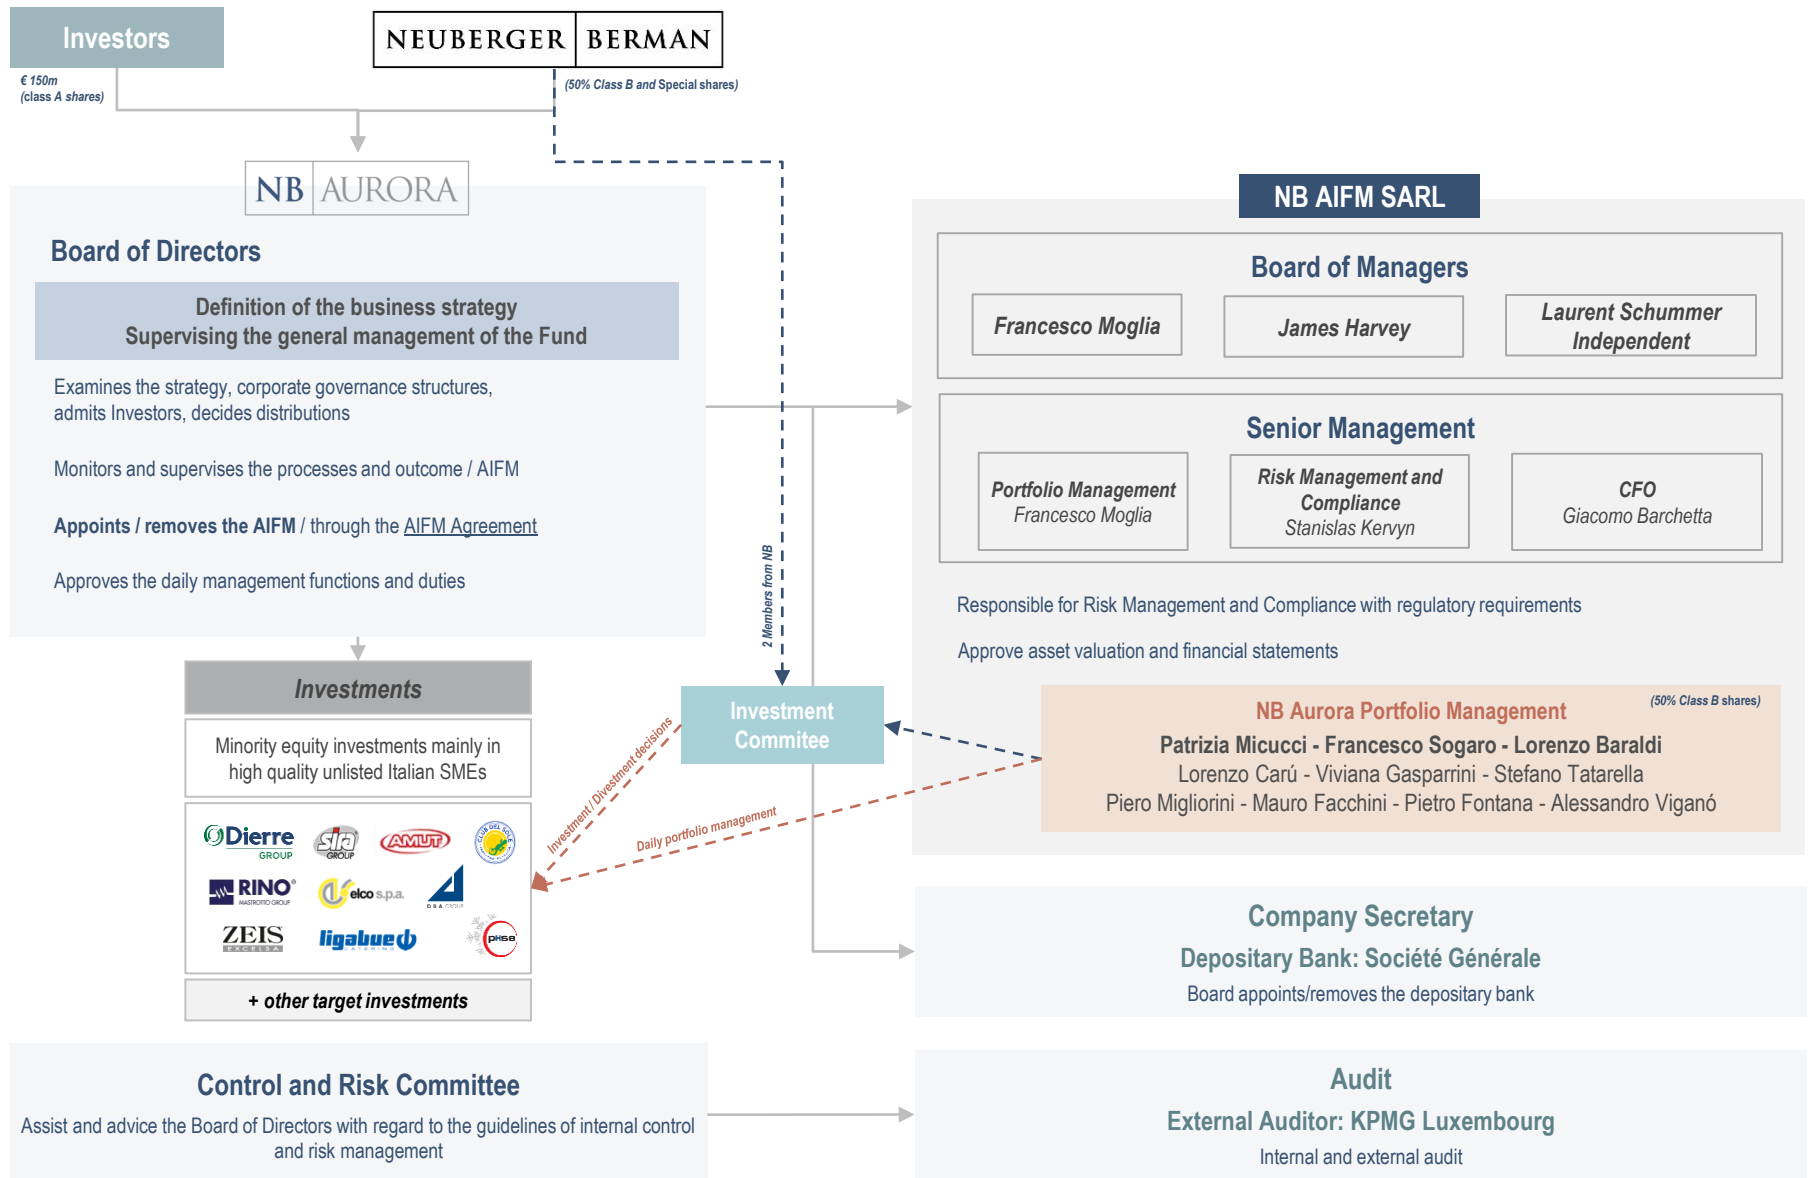 Investors
€ 150m
(class A shares)
NEUBERGER BERMAN
(50% Class B and Special shares)
NB AURORA
Board of Directors
Definition of the business strategy
Supervising the general management of the Fund
Examines the strategy, corporate governance structures,
admits Investors, decides distributions
Monitors and supervises the processes and outcome / AIFM
Appoints / removes the AIFM / through the AIFM Agreement
Approves the daily management functions and duties
2 Members from NB
NB AIFM SARL
Board of Managers
Francesco Moglia
James Harvey
Laurent Schummer
Independent
Senior Management
Portfolio Management
Francesco Moglia
Risk Management and
Compliance
Stanislas Kervyn
CFO
Giacomo Barchetta
Responsible for Risk Management and Compliance with regulatory requirements
Approve asset valuation and financial statements
(50% Class B shares)
NB Aurora Portfolio Management
Patrizia Micucci - Francesco Sogaro - Lorenzo Baraldi
Lorenzo Carú - Viviana Gasparrini - Stefano Tatarella
Piero Migliorini - Mauro Facchini - Pietro Fontana - Alessandro Viganó
Investment
Commitee
Investment / Divestment decisions
Daily portfolio management
Investments
Minority equity investments mainly in
high quality unlisted Italian SMEs
Dierre
GROUP
sira
GROUP
AMUT
CLUB DEL SOLE
RINO
MASTROTTO GROUP
elco s.p.a.
D.B.A. GROUP
ZEIS
EXCELSA
ligabue
CATERING
pHse
+ other target investments
Company Secretary
Depositary Bank: Société Générale
Board appoints/removes the depositary bank
Control and Risk Committee
Assist and advice the Board of Directors with regard to the guidelines of internal control
and risk management
Audit
External Auditor: KPMG Luxembourg
Internal and external audit